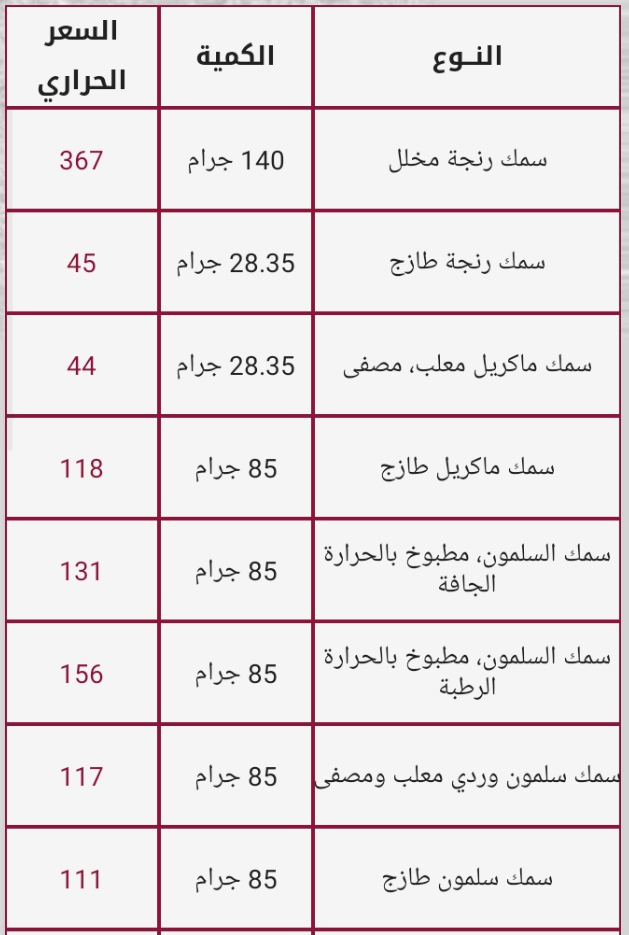 النــوع
الكمية
السعر
الحراري
سمك رنجة مخلل
140 جرام
367
سمك رنجة طازج
28.35 جرام
45
سمك ماكريل معلب، مصفى
28.35 جرام
44
سمك ماكريل طازج
85 جرام
118
سمك السلمون، مطبوخ بالحرارة
الجافة
85 جرام
131
سمك السلمون، مطبوخ بالحرارة
الرطبة
85 جرام
156
سمك سلمون وردي معلب ومصفى
85 جرام
117
سمك سلمون طازج
85 جرام
111